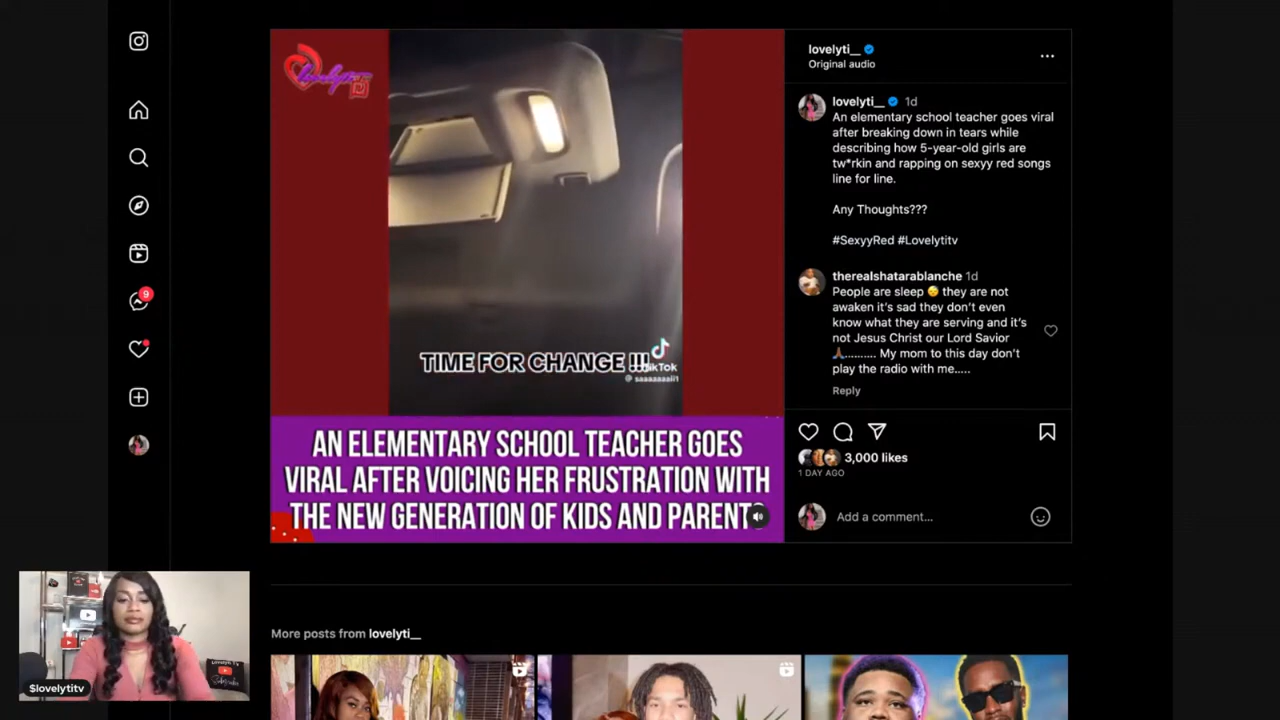 lovelyti TV
TIME FOR CHANGE !!!
TikTok
@saaaaaaaii1
AN ELEMENTARY SCHOOL TEACHER GOES
VIRAL AFTER VOICING HER FRUSTRATION WITH
THE NEW GENERATION OF KIDS AND PARENTS
lovelyti__
Original audio
lovelyti__ 1d
An elementary school teacher goes viral
after breaking down in tears while
describing how 5-year-old girls are
tw*rkin and rapping on sexyy red songs
line for line.
Any Thoughts???
#SexyyRed #Lovelytitv
therealshatarablanche 1d
People are sleep 😴 they are not
awaken it's sad they don't even
know what they are serving and it's
not Jesus Christ our Lord Savior
🙏🏾.......... My mom to this day don't
play the radio with me.....
Reply
3,000 likes
1 DAY AGO
Add a comment...
9
$lovelytitv
More posts from lovelyti__